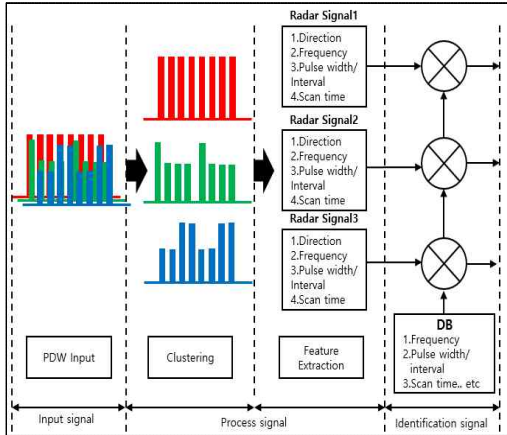 Radar Signal1
1.Direction
2.Frequency
3.Pulse width/
Interval
4.Scan time
Radar Signal2
1.Direction
2.Frequency
3.Pulse width/
Interval
4.Scan time
Radar Signal3
1.Direction
2.Frequency
3.Pulse width/
Interval
4.Scan time
DB
1.Frequency
2.Pulse width/
interval
3.Scan time.. etc
PDW Input
Clustering
Feature
Extraction
Input signal
Process signal
Identification signal